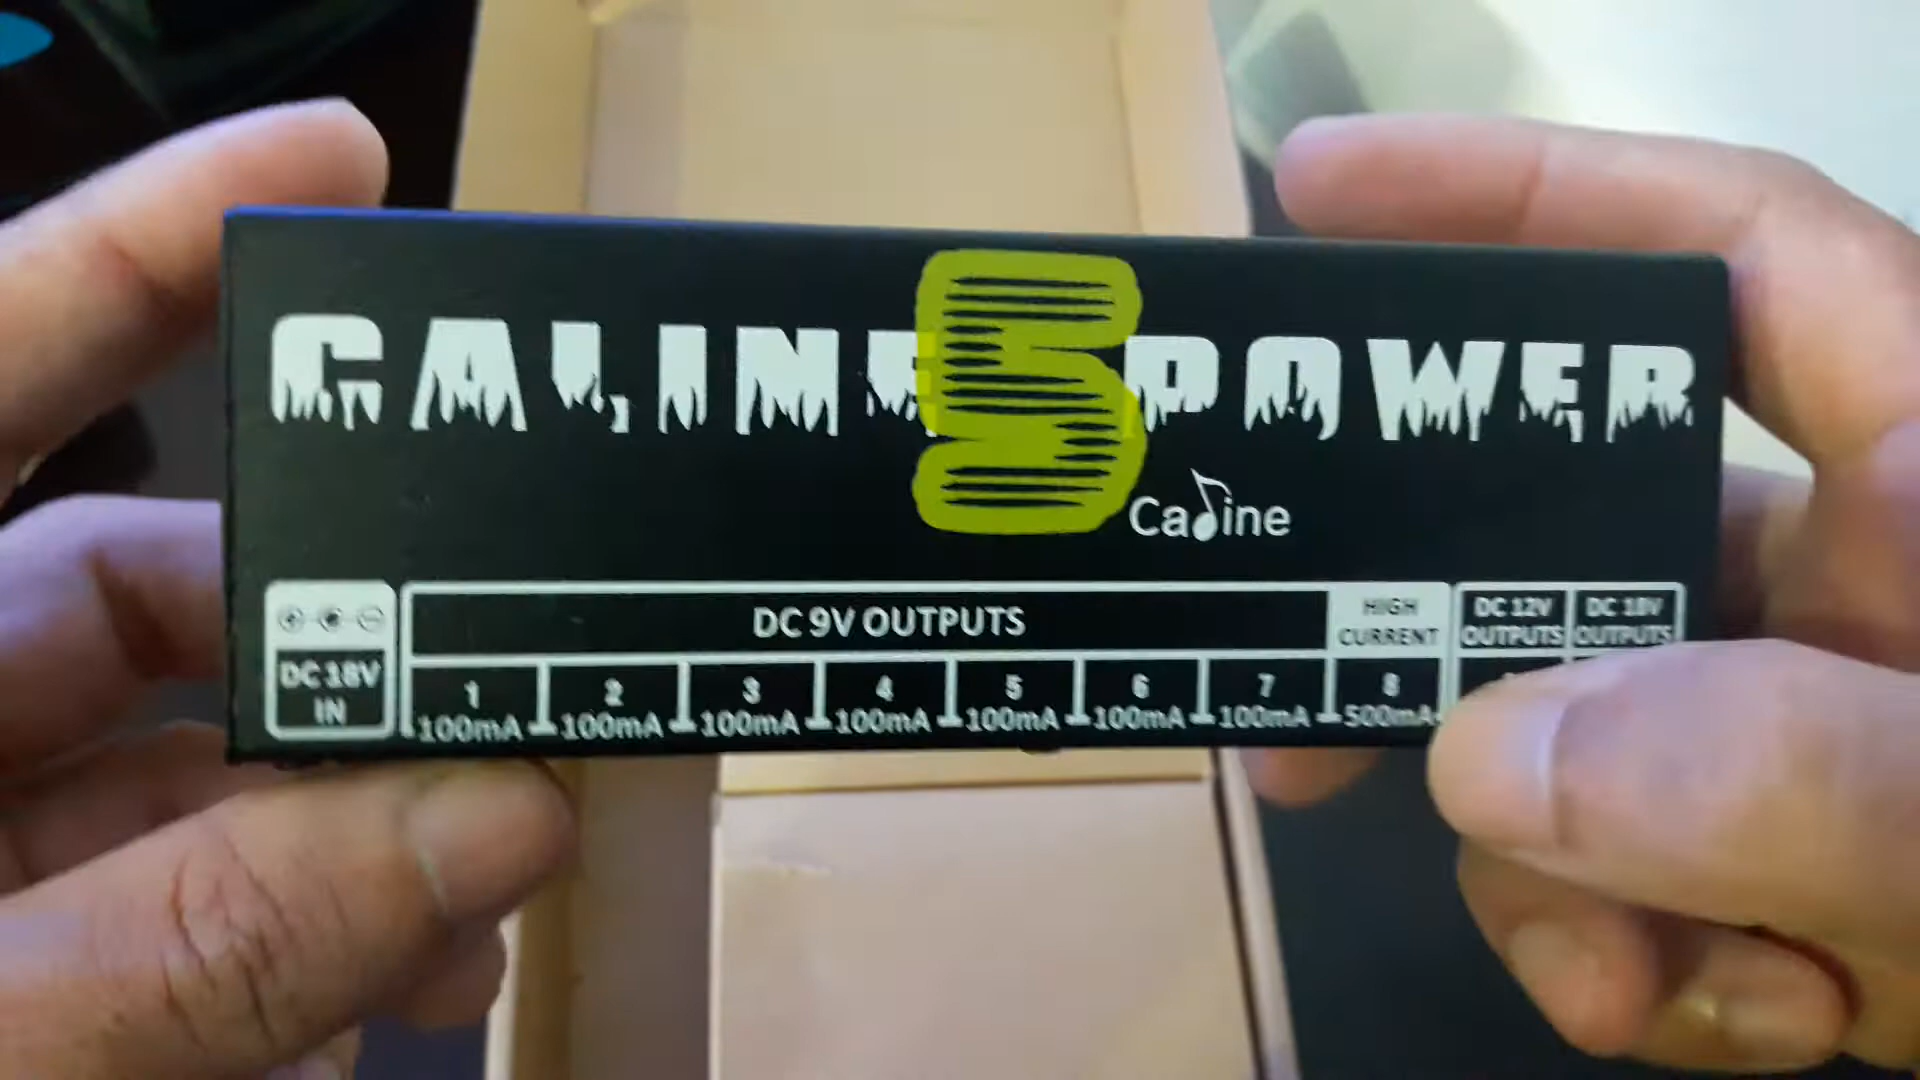 CALINE 5 POWER
Caline
DC 9V OUTPUTS
HIGH
CURRENT
DC 12V
OUTPUTS
DC 18V
OUTPUTS
DC 18V
IN
1 2 3 4 5 6 7 8
100mA 100mA 100mA 100mA 100mA 100mA 100mA 500mA